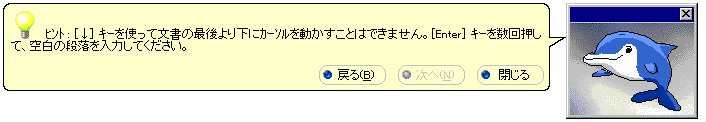 ヒント: [↓] キーを使って文書の最後より下にカーソルを動かすことはできません。[Enter] キーを数回押し
て、空白の段落を入力してください。
戻る(B) 次へ(N) 閉じる